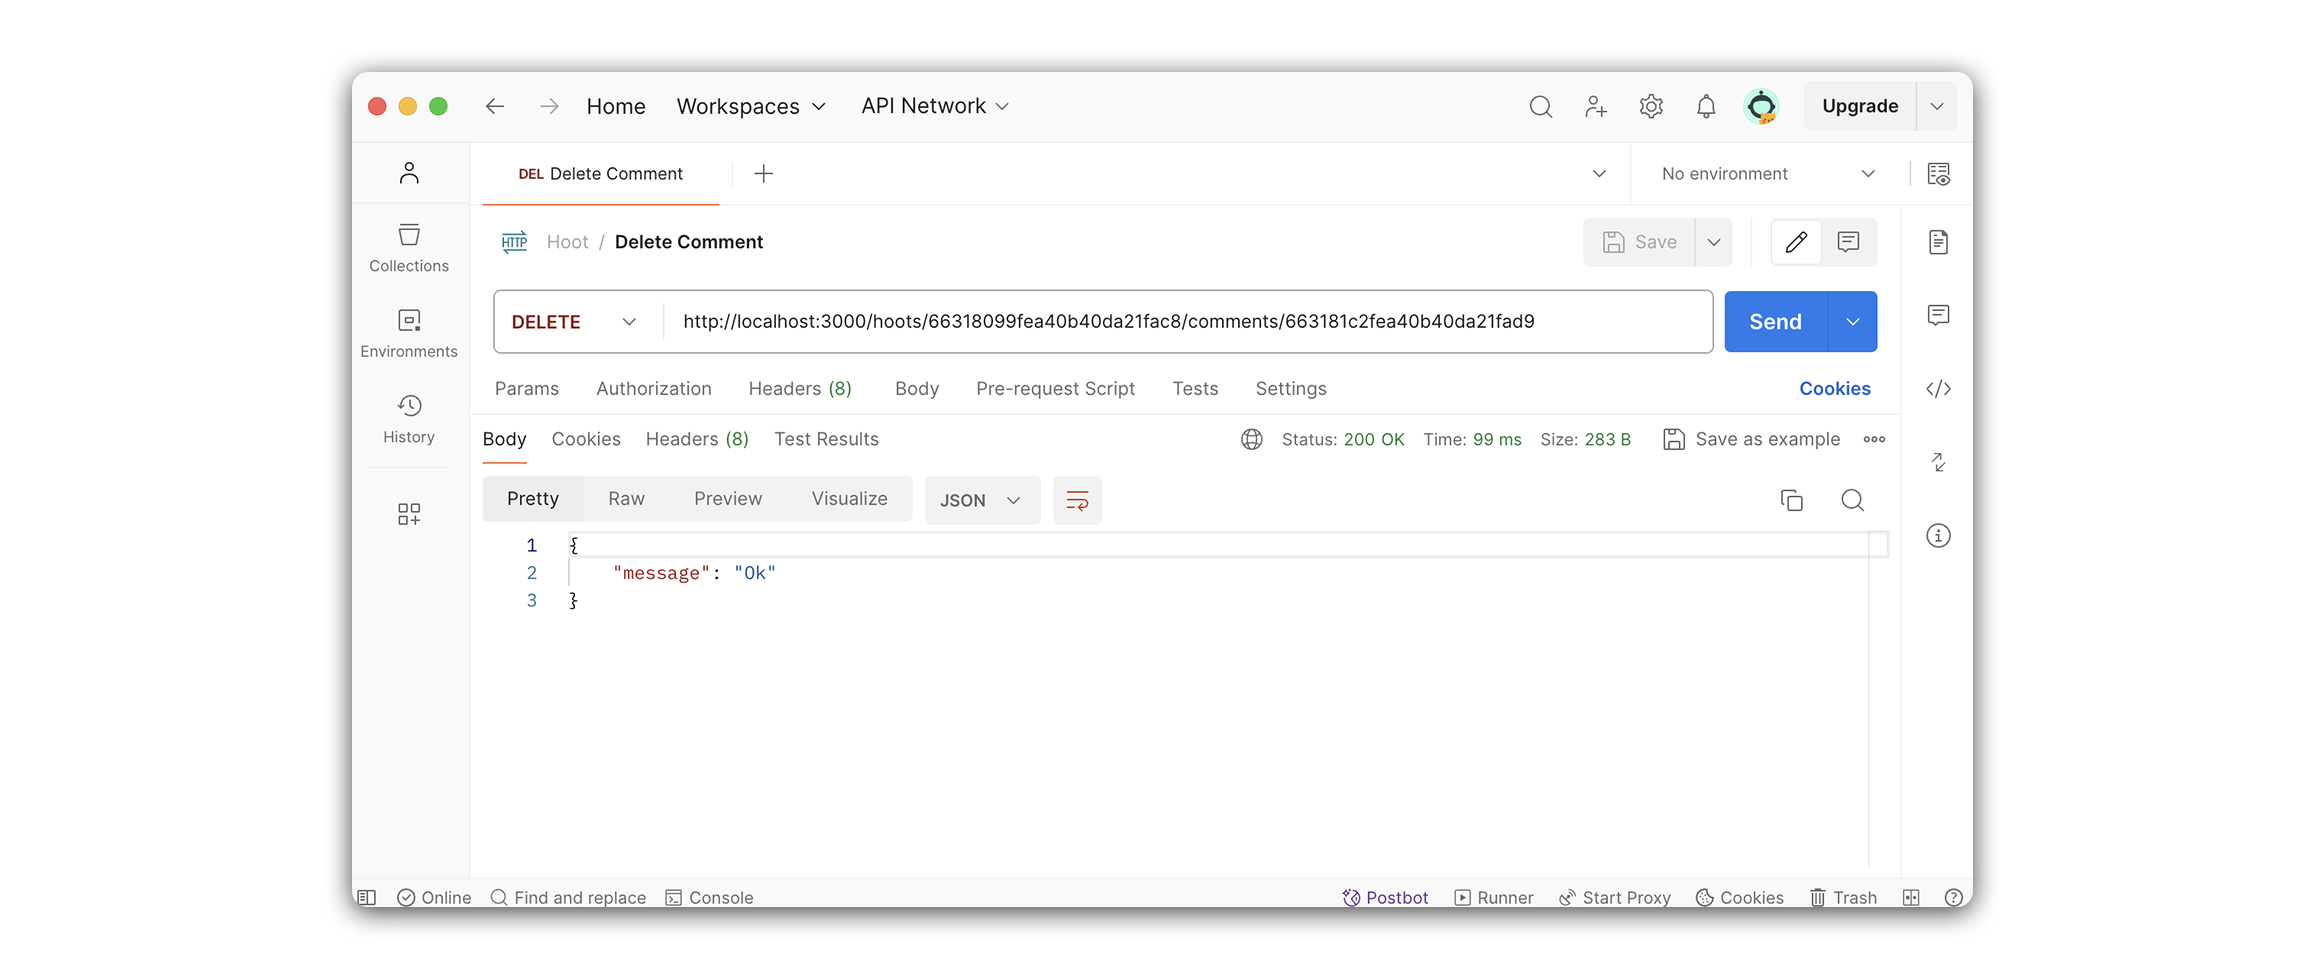 Home Workspaces API Network Upgrade
DEL Delete Comment No environment
HTTP Hoot / Delete Comment Save
Collections
Environments
History
DELETE http://localhost:3000/hoots/66318099fea40b40da21fac8/comments/663181c2fea40b40da21fad9 Send
Params Authorization Headers (8) Body Pre-request Script Tests Settings Cookies
Body Cookies Headers (8) Test Results Status: 200 OK Time: 99 ms Size: 283 B Save as example
Pretty Raw Preview Visualize JSON
1 {
2 "message": "Ok"
3 }
Online Find and replace Console Postbot Runner Start Proxy Cookies Trash